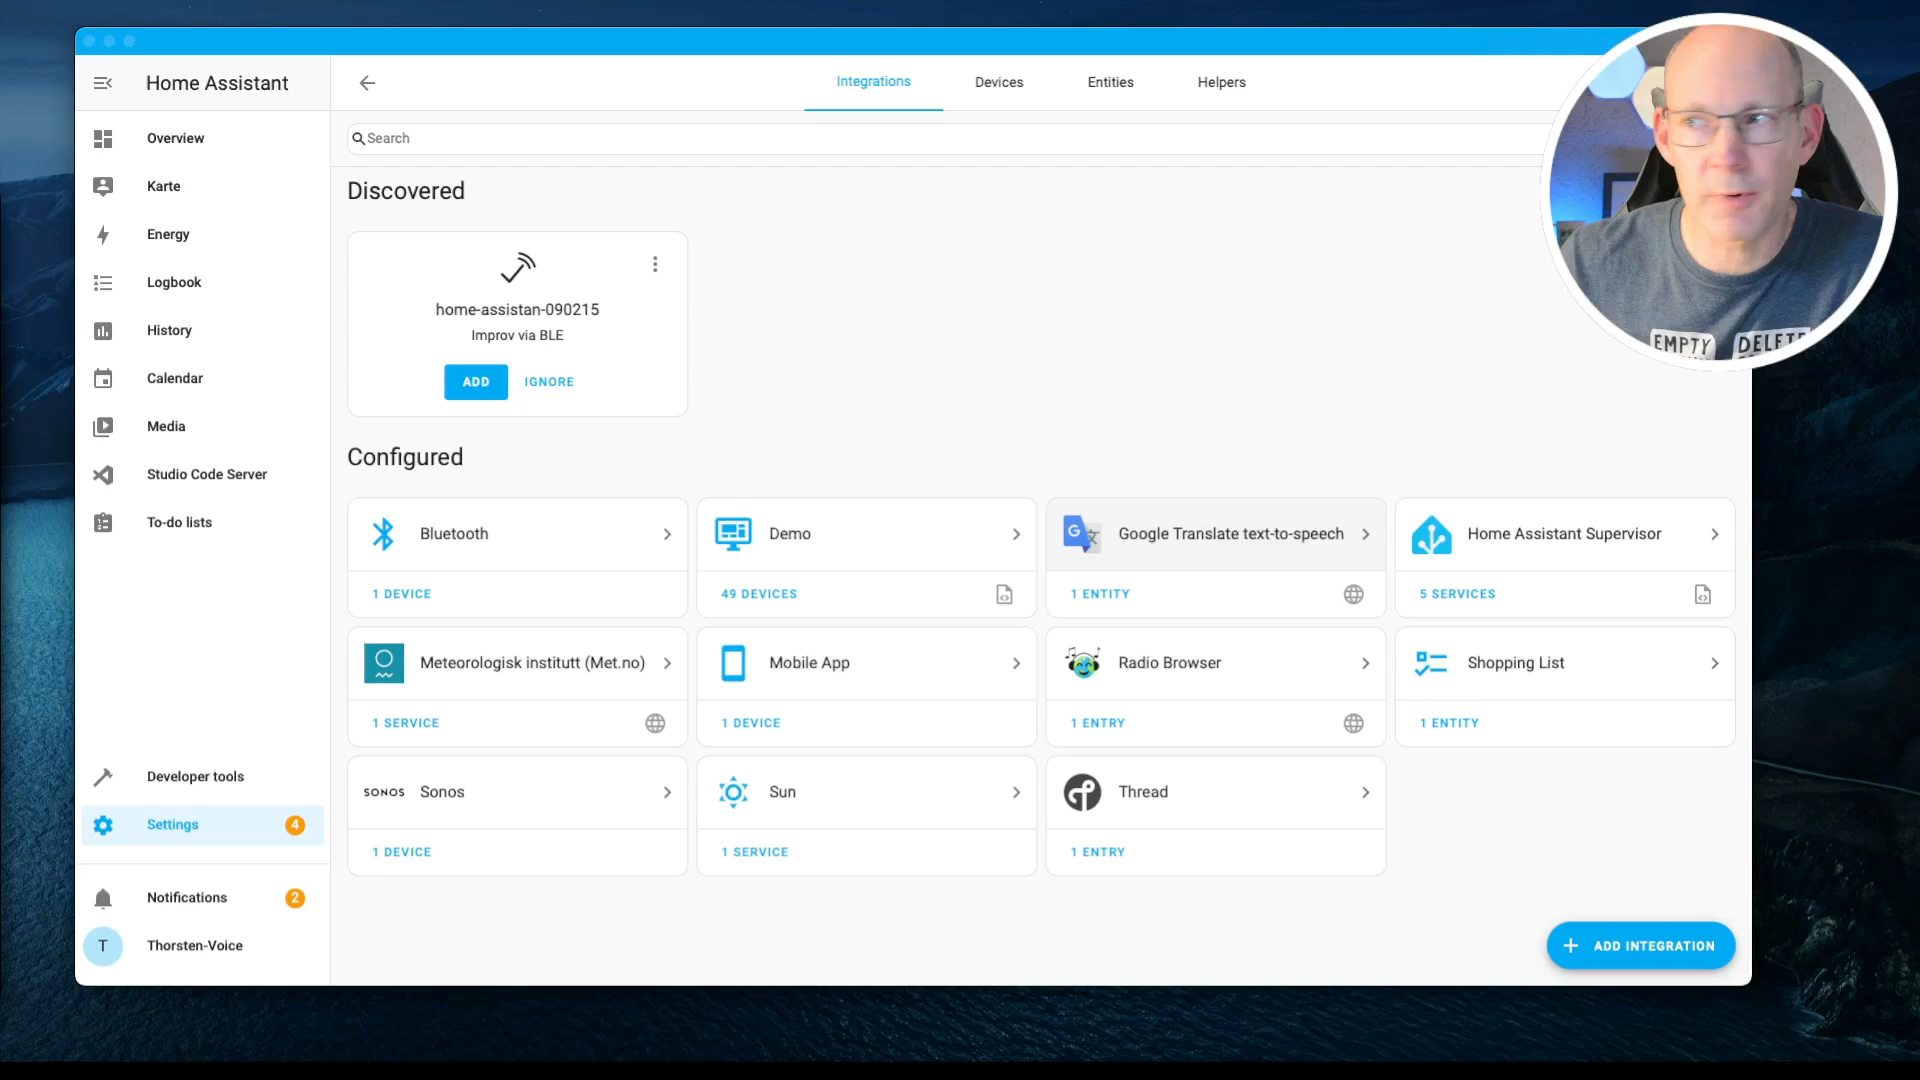 Home Assistant
Integrations
Devices
Entities
Helpers
Search
Overview
Karte
Energy
Logbook
History
Calendar
Media
Studio Code Server
To-do lists
Developer tools
Settings
4
Notifications
2
T
Thorsten-Voice
Discovered
home-assistan-090215
Improv via BLE
ADD
IGNORE
Configured
Bluetooth
1 DEVICE
Demo
49 DEVICES
G
Google Translate text-to-speech
1 ENTITY
Home Assistant Supervisor
5 SERVICES
Meteorologisk institutt (Met.no)
1 SERVICE
Mobile App
1 DEVICE
Radio Browser
1 ENTRY
Shopping List
1 ENTITY
SONOS
Sonos
1 DEVICE
Sun
1 SERVICE
Thread
1 ENTRY
ADD INTEGRATION
EMPTY
DELETE